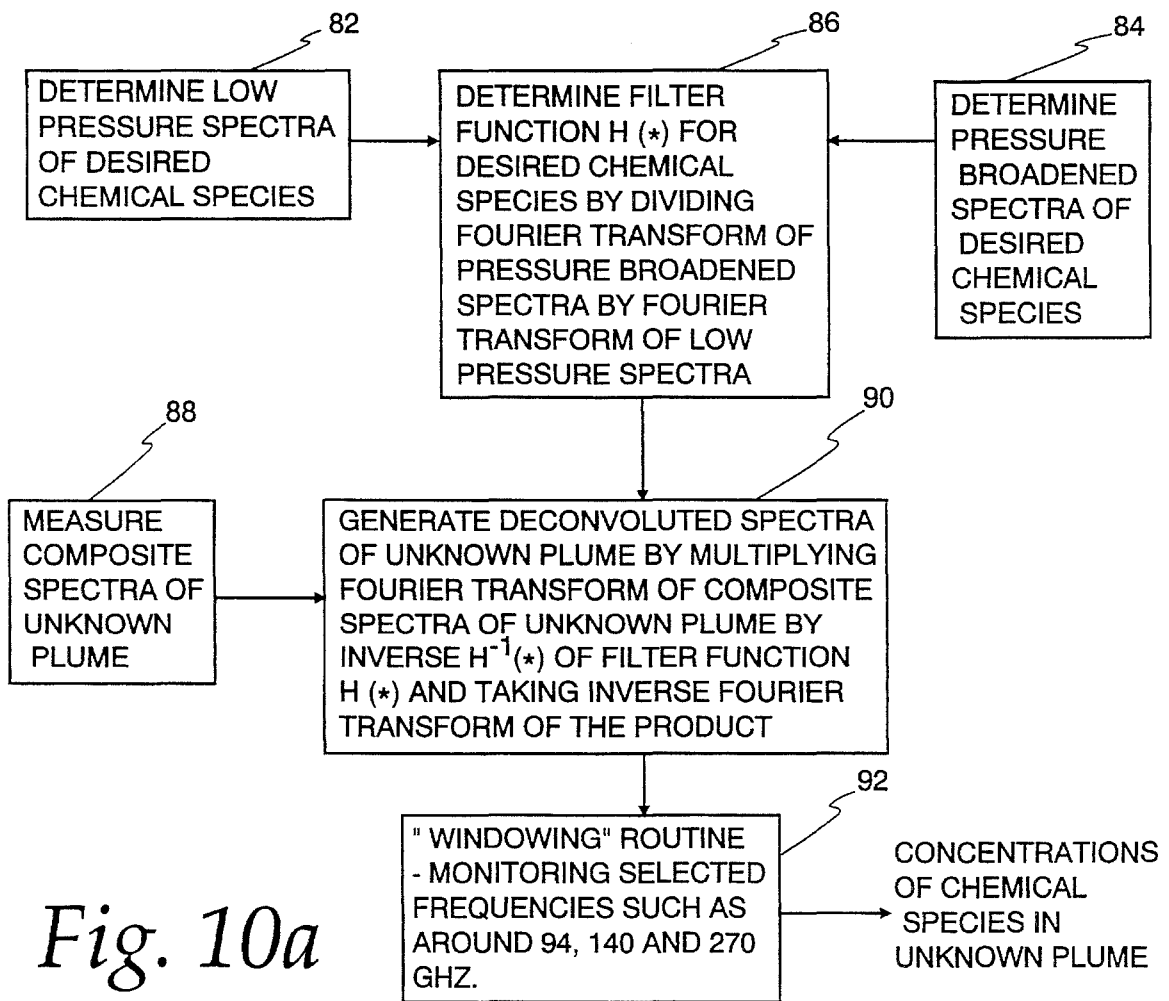 82
DETERMINE LOW
PRESSURE SPECTRA
OF DESIRED
CHEMICAL SPECIES
86
DETERMINE FILTER
FUNCTION H (*) FOR
DESIRED CHEMICAL
SPECIES BY DIVIDING
FOURIER TRANSFORM OF
PRESSURE BROADENED
SPECTRA BY FOURIER
TRANSFORM OF LOW
PRESSURE SPECTRA
84
DETERMINE
PRESSURE
BROADENED
SPECTRA OF
DESIRED
CHEMICAL
SPECIES
88
MEASURE
COMPOSITE
SPECTRA OF
UNKNOWN
PLUME
90
GENERATE DECONVOLUTED SPECTRA
OF UNKNOWN PLUME BY MULTIPLYING
FOURIER TRANSFORM OF COMPOSITE
SPECTRA OF UNKNOWN PLUME BY
INVERSE H⁻¹(*) OF FILTER FUNCTION
H (*) AND TAKING INVERSE FOURIER
TRANSFORM OF THE PRODUCT
92
" WINDOWING" ROUTINE
- MONITORING SELECTED
FREQUENCIES SUCH AS
AROUND 94, 140 AND 270
GHZ.
CONCENTRATIONS
OF CHEMICAL
SPECIES IN
UNKNOWN PLUME
Fig. 10a